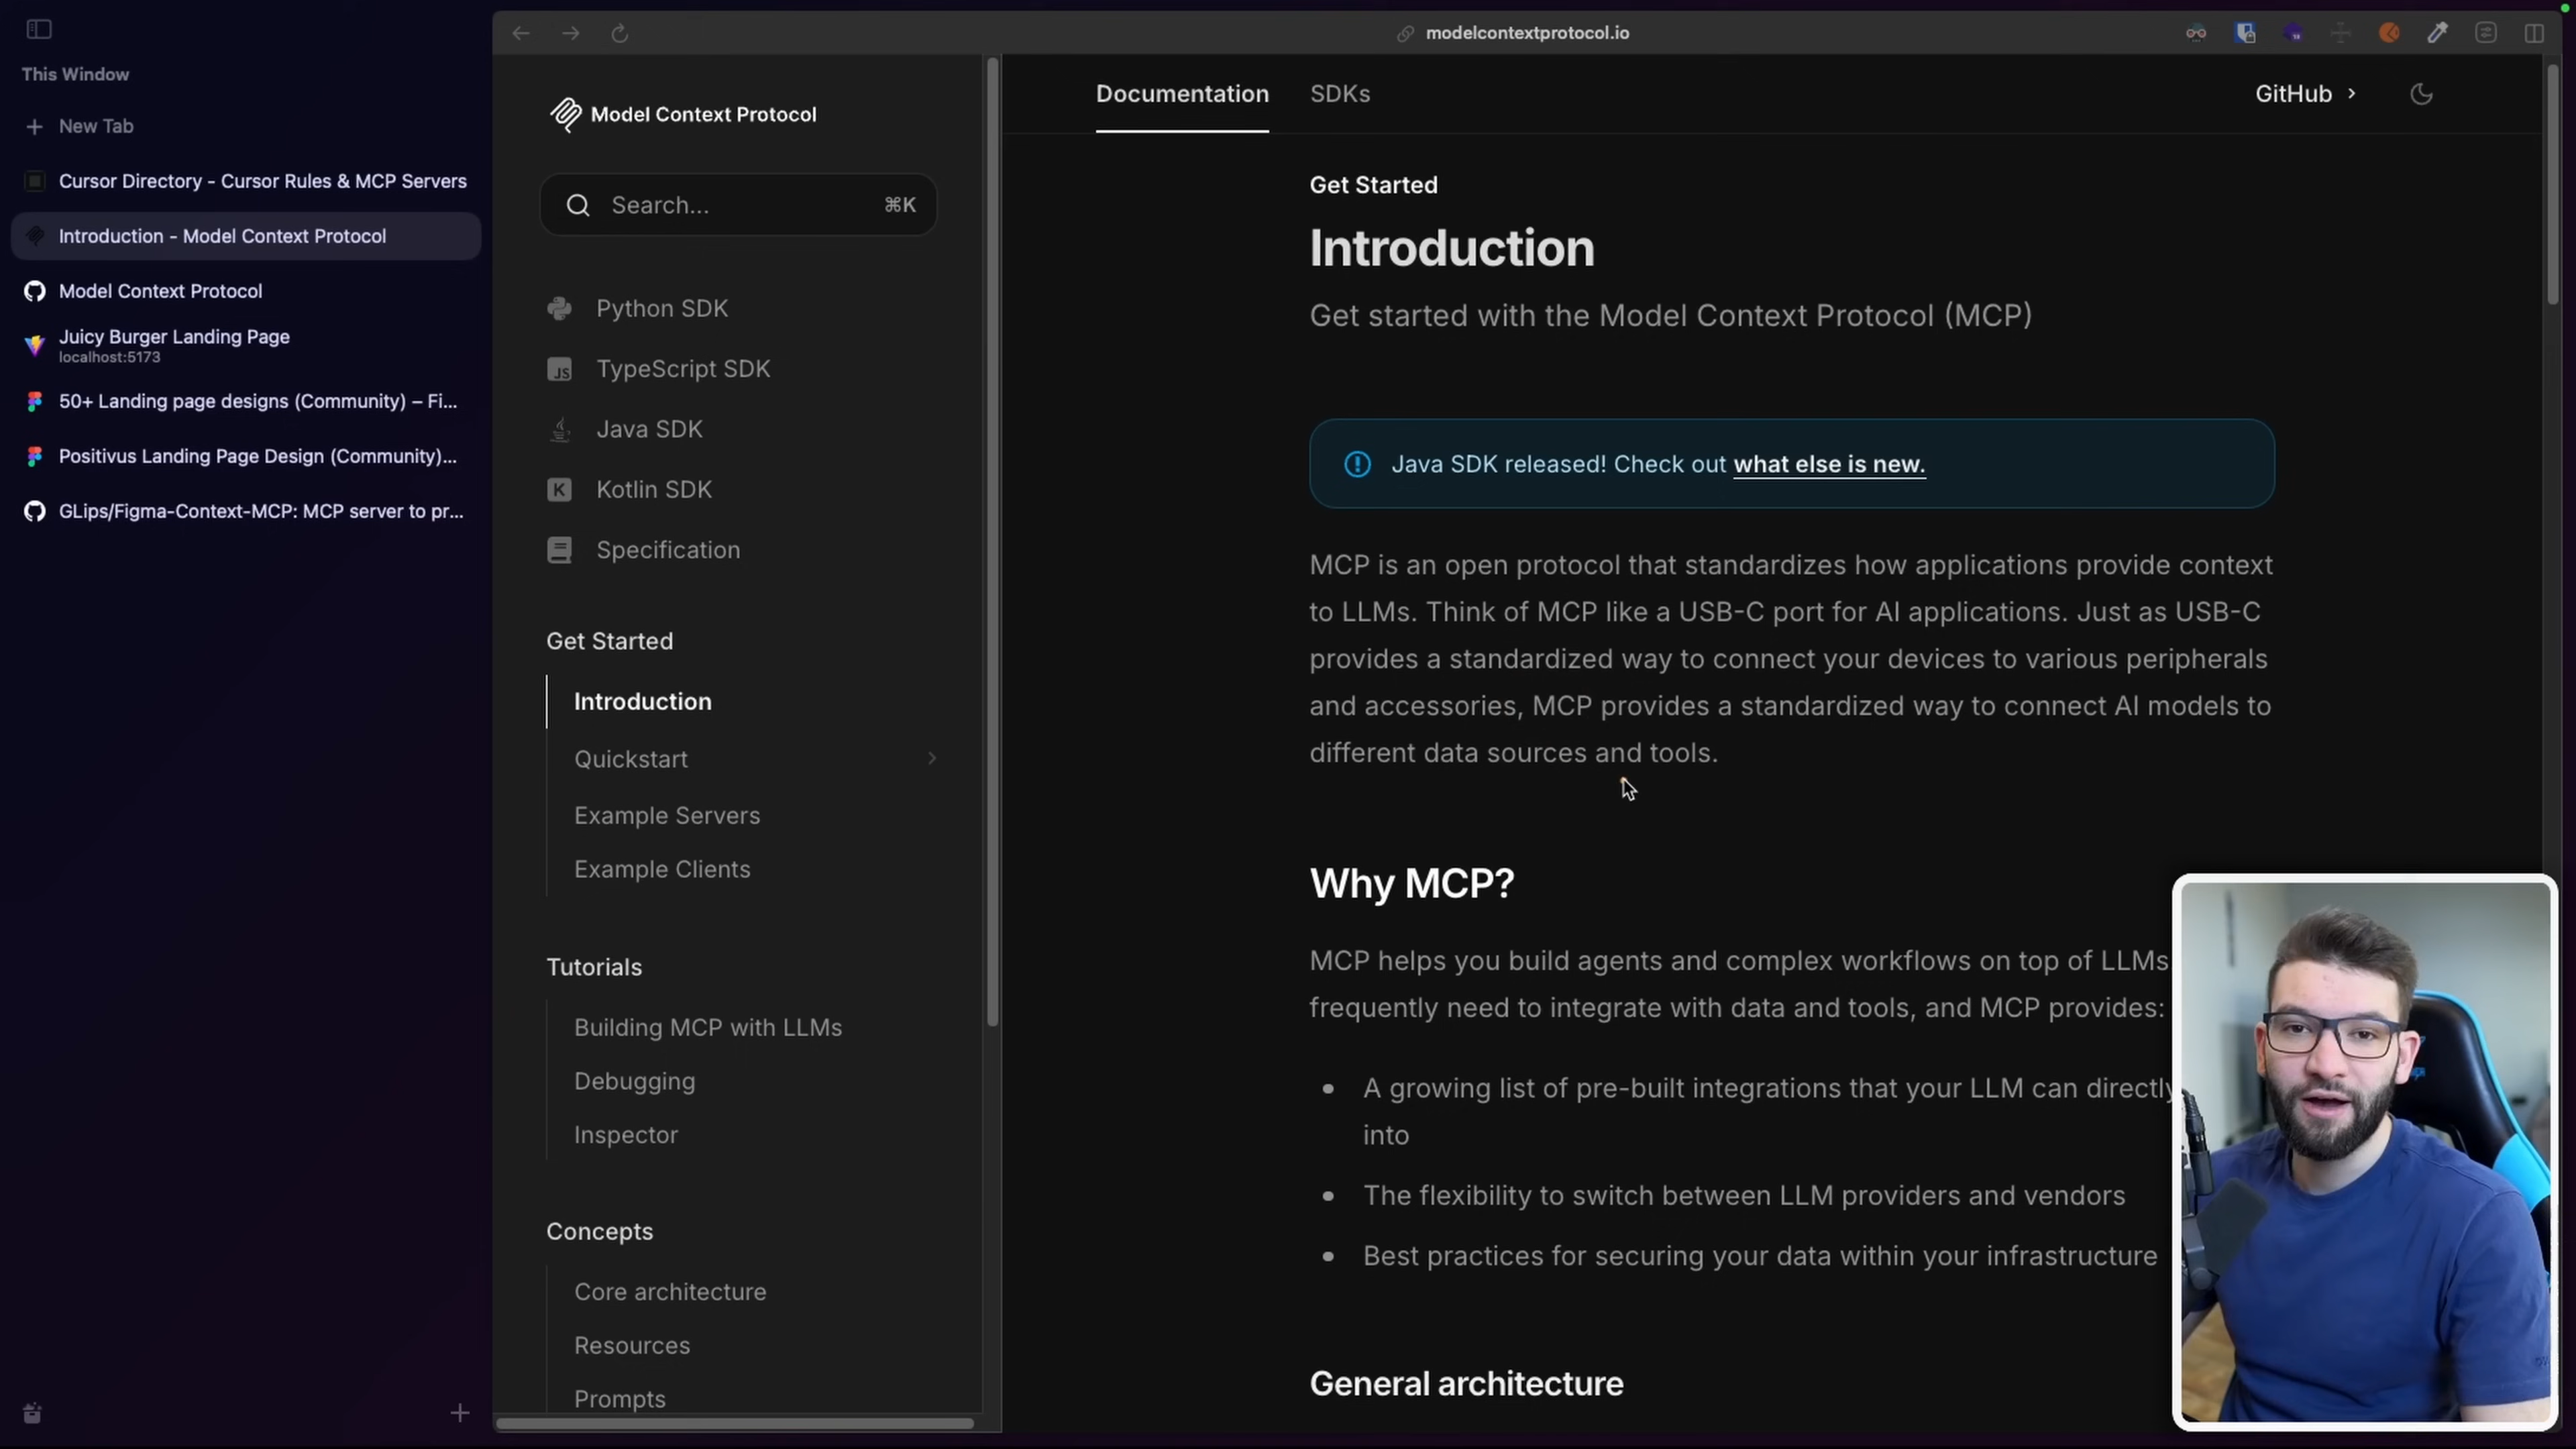 This Window
New Tab
Cursor Directory - Cursor Rules & MCP Servers
Introduction - Model Context Protocol
Model Context Protocol
Juicy Burger Landing Page
localhost:5173
50+ Landing page designs (Community) – Fi...
Positivus Landing Page Design (Community)...
GLips/Figma-Context-MCP: MCP server to pr...
modelcontextprotocol.io
Model Context Protocol
Search...
⌘K
Python SDK
JS
TypeScript SDK
Java SDK
K
Kotlin SDK
Specification
Get Started
Introduction
Quickstart
Example Servers
Example Clients
Tutorials
Building MCP with LLMs
Debugging
Inspector
Concepts
Core architecture
Resources
Prompts
Documentation
SDKs
GitHub
Get Started
Introduction
Get started with the Model Context Protocol (MCP)
Java SDK released! Check out what else is new.
MCP is an open protocol that standardizes how applications provide context
to LLMs. Think of MCP like a USB-C port for AI applications. Just as USB-C
provides a standardized way to connect your devices to various peripherals
and accessories, MCP provides a standardized way to connect AI models to
different data sources and tools.
Why MCP?
MCP helps you build agents and complex workflows on top of LLMs
frequently need to integrate with data and tools, and MCP provides:
A growing list of pre-built integrations that your LLM can directly
into
The flexibility to switch between LLM providers and vendors
Best practices for securing your data within your infrastructure
General architecture